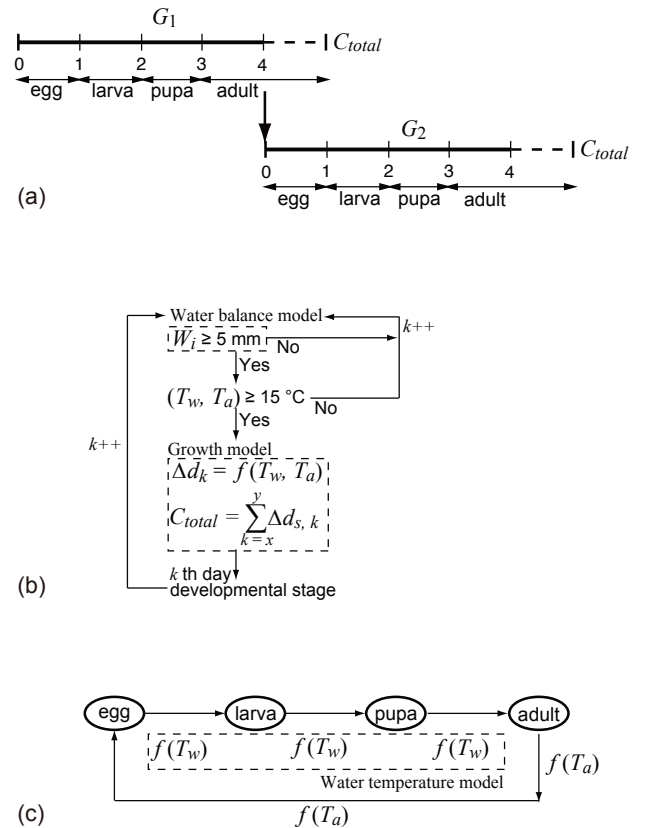 G1
C_total
0 1 2 3 4
egg larva pupa adult
G2
C_total
0 1 2 3 4
egg larva pupa adult
(a)
Water balance model
k++
W_i ≥ 5 mm
No
Yes
(T_w, T_a) ≥ 15 °C
No
Yes
k++
Growth model
Δd_k = f(T_w, T_a)
C_total = ∑_{k=x}^{y} Δd_{s, k}
k th day
developmental stage
(b)
egg larva pupa adult
f(T_w) f(T_w) f(T_w)
f(T_a)
Water temperature model
f(T_a)
(c)